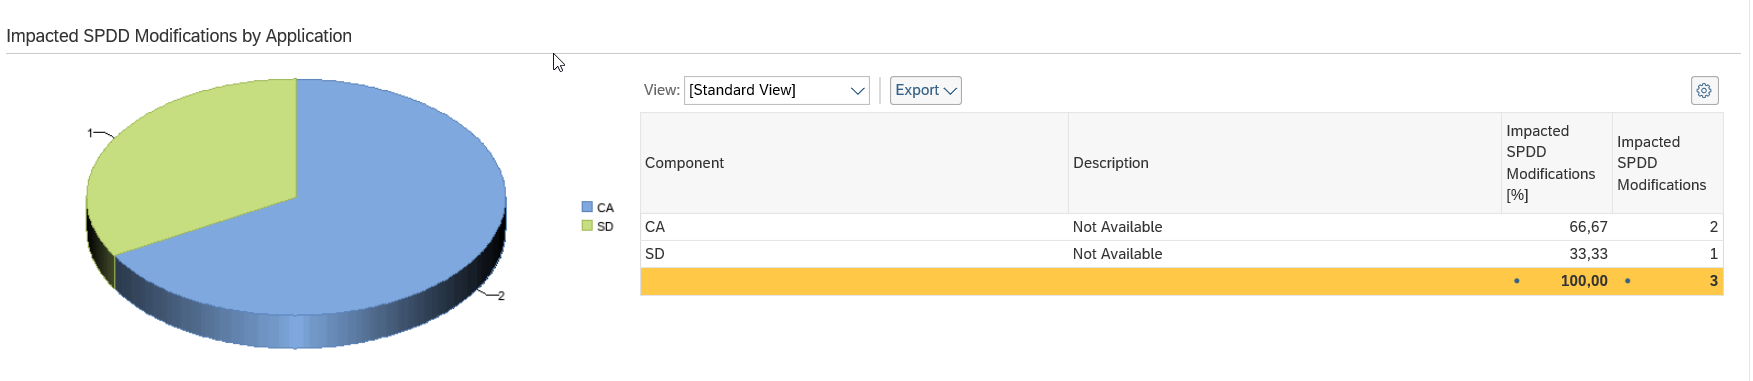 Impacted SPDD Modifications by Application
1
2
CA
SD
View: [Standard View] Export
Component Description Impacted SPDD Modifications [%] Impacted SPDD Modifications
CA Not Available 66,67 2
SD Not Available 33,33 1
• 100,00 • 3